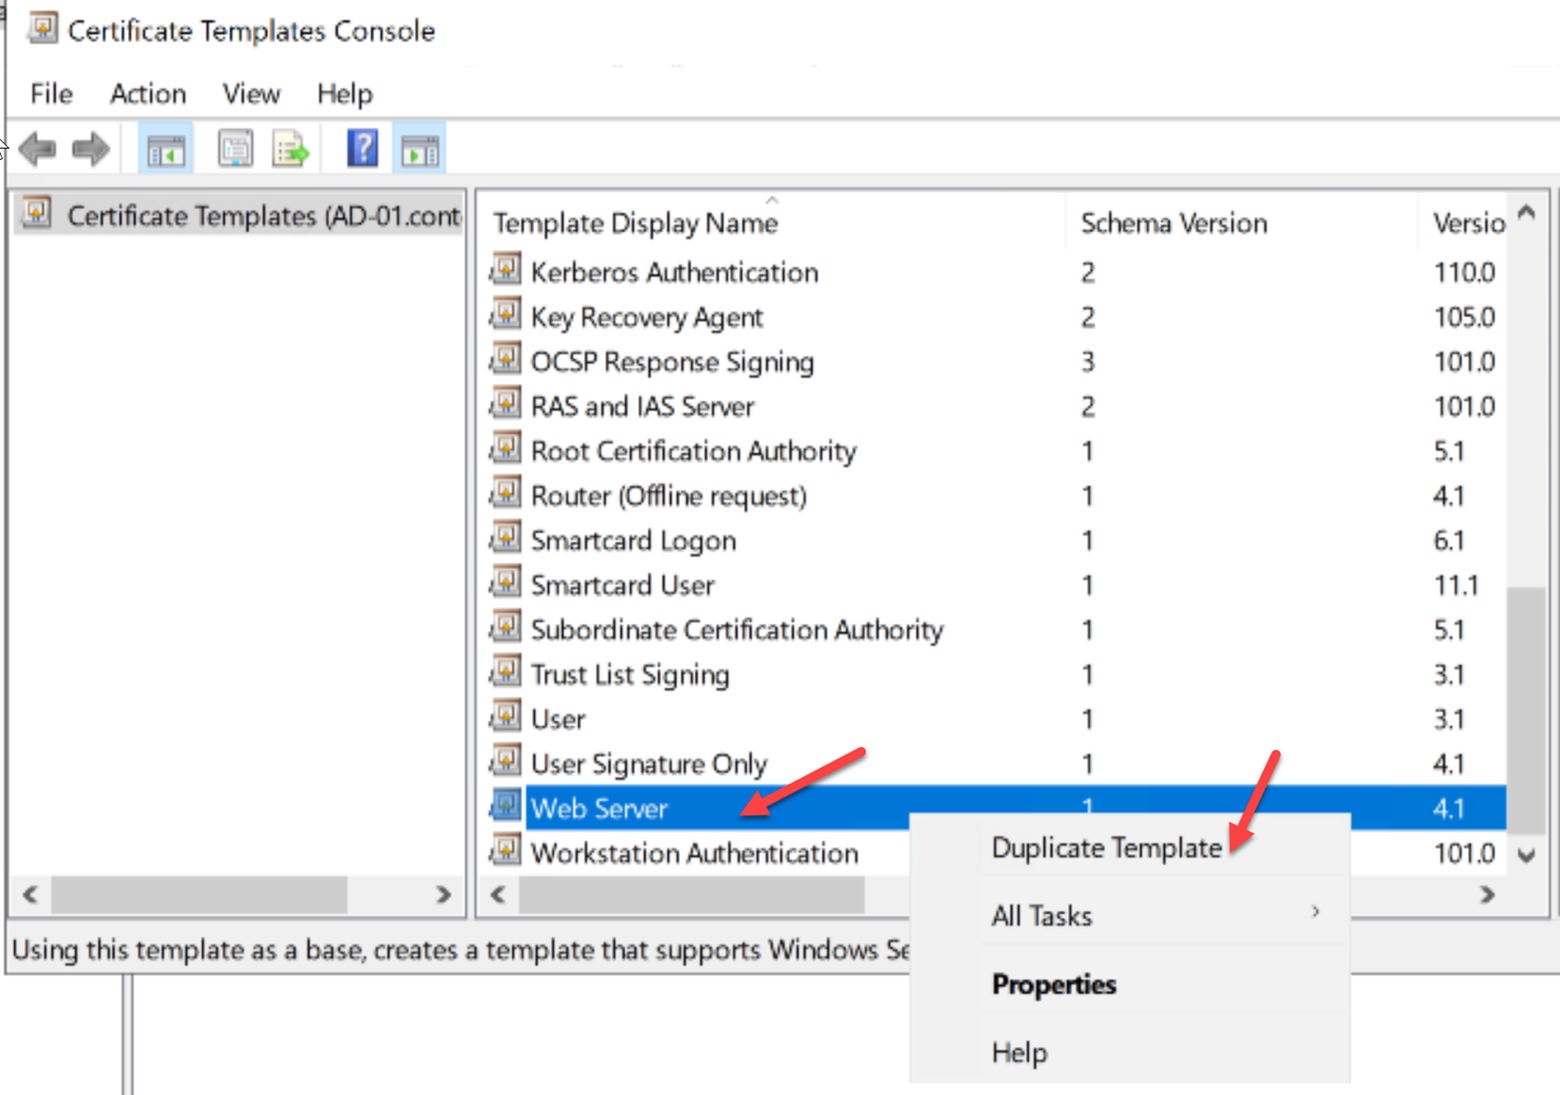 Certificate Templates Console
File Action View Help
Certificate Templates (AD-01.cont
Template Display Name Schema Version Versio
Kerberos Authentication 2 110.0
Key Recovery Agent 2 105.0
OCSP Response Signing 3 101.0
RAS and IAS Server 2 101.0
Root Certification Authority 1 5.1
Router (Offline request) 1 4.1
Smartcard Logon 1 6.1
Smartcard User 1 11.1
Subordinate Certification Authority 1 5.1
Trust List Signing 1 3.1
User 1 3.1
User Signature Only 1 4.1
Web Server 1 4.1
Workstation Authentication 101.0
Duplicate Template
All Tasks
Properties
Help
Using this template as a base, creates a template that supports Windows Se